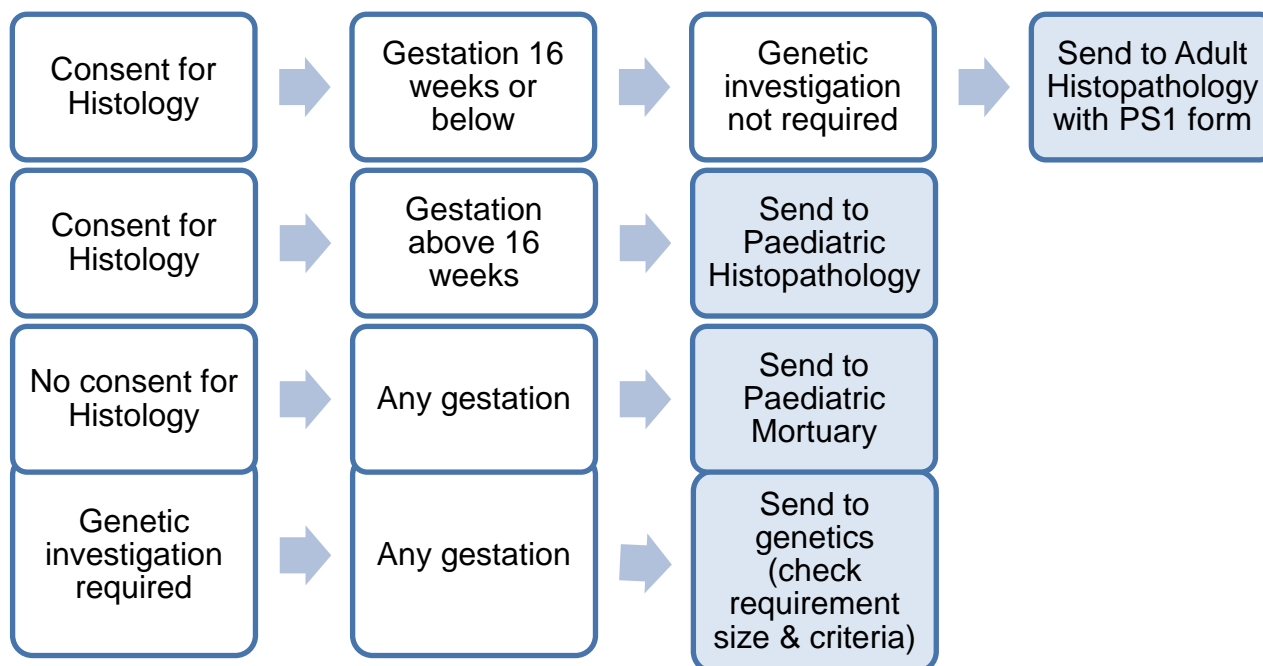 Consent for
Histology
Gestation 16
weeks or
below
Genetic
investigation
not required
Send to Adult
Histopathology
with PS1 form
Consent for
Histology
Gestation
above 16
weeks
Send to
Paediatric
Histopathology
No consent for
Histology
Any gestation
Send to
Paediatric
Mortuary
Genetic
investigation
required
Any gestation
Send to
genetics
(check
requirement
size & criteria)